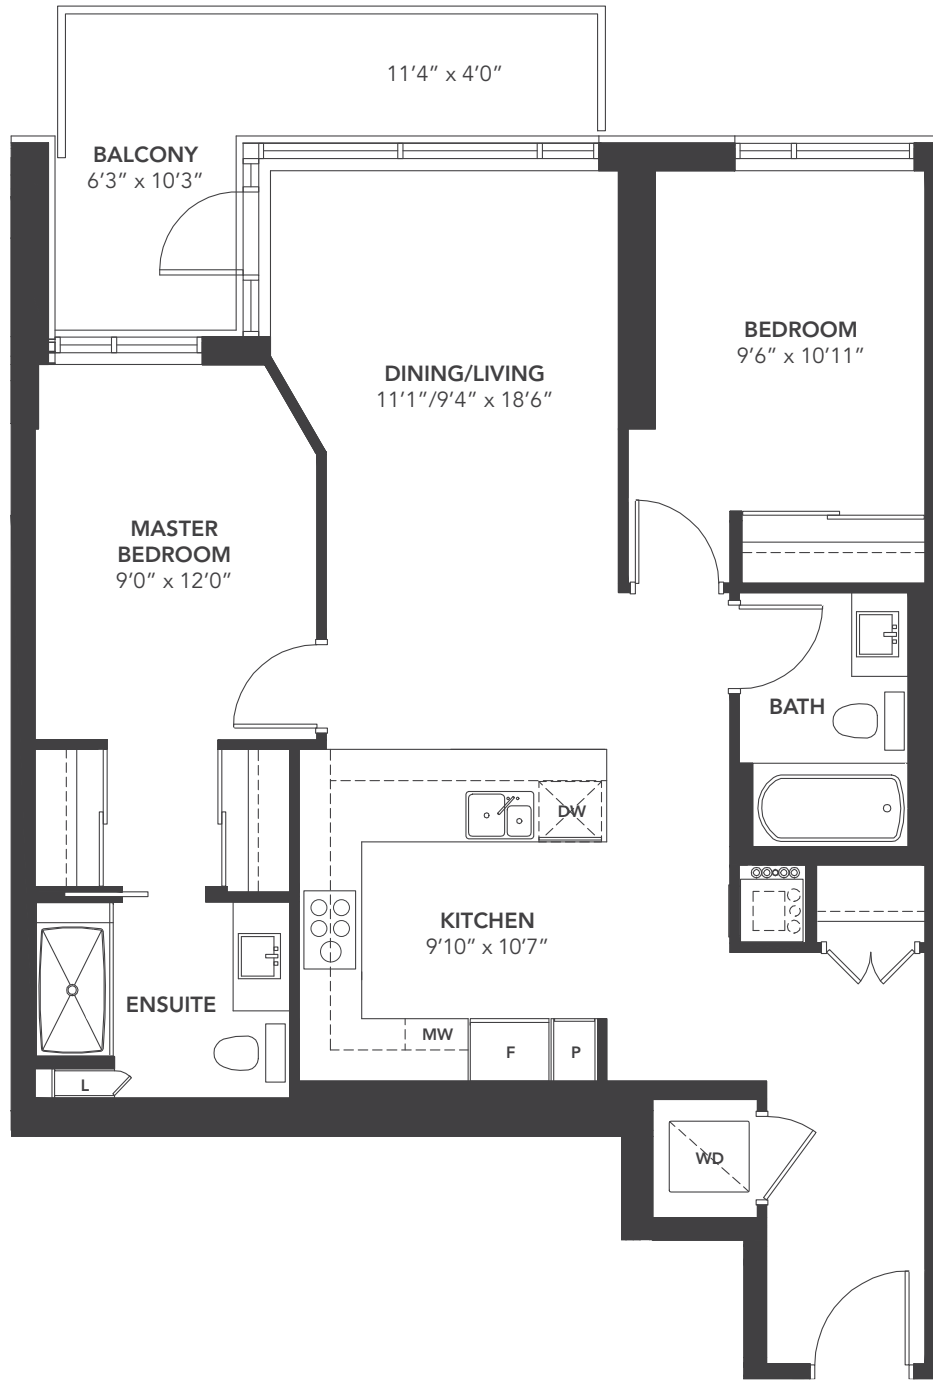 11’4” x 4’0”
BALCONY
6’3” x 10’3”
BEDROOM
9’6” x 10’11”
DINING/LIVING
11’1”/9’4” x 18’6”
MASTER
BEDROOM
9’0” x 12’0”
BATH
DW
KITCHEN
9’10” x 10’7”
ENSUITE
MW
F
P
L
WD